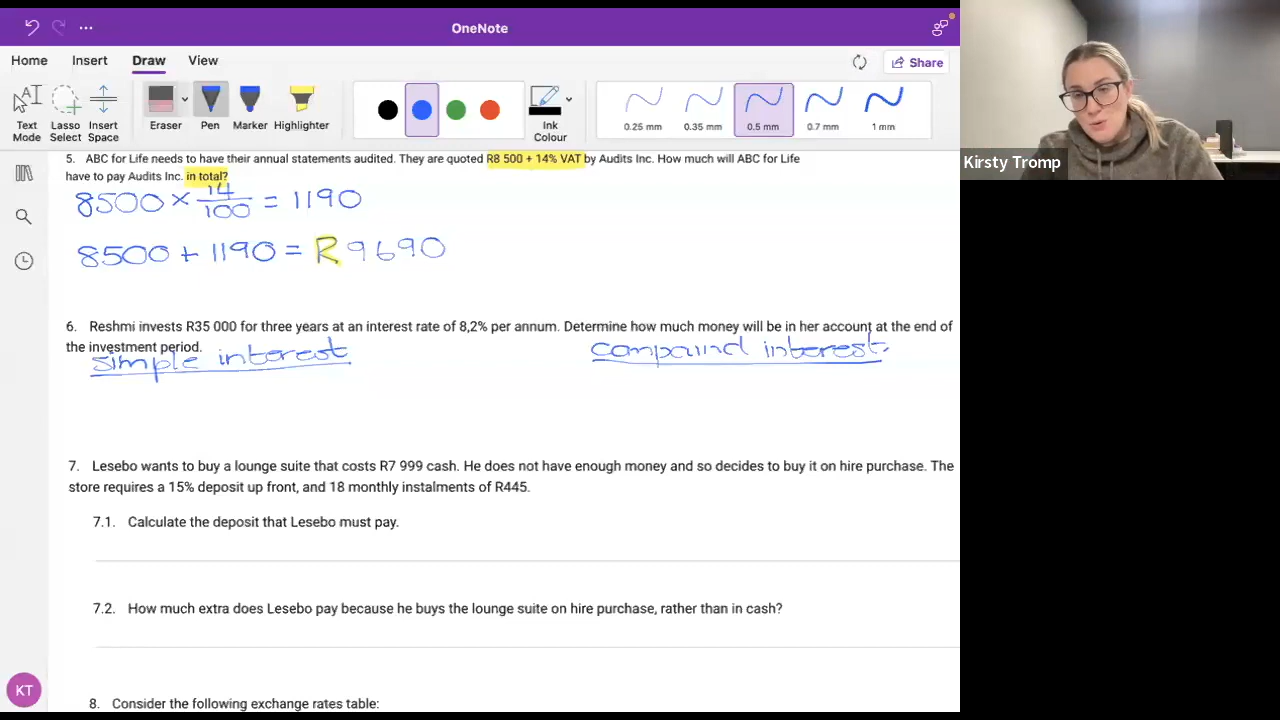 OneNote
Home Insert Draw View
Share
Text Mode
Lasso Select
Insert Space
Eraser
Pen
Marker
Highlighter
Ink Colour
0.25 mm
0.35 mm
0.5 mm
0.7 mm
1 mm
Kirsty Tromp
5. ABC for Life needs to have their annual statements audited. They are quoted R8 500 + 14% VAT by Audits Inc. How much will ABC for Life
have to pay Audits Inc. in total?
8500 × 14/100 = 1190
8500 + 1190 = R9690
6. Reshmi invests R35 000 for three years at an interest rate of 8,2% per annum. Determine how much money will be in her account at the end of
the investment period.
simple interest compound interest
7. Lesebo wants to buy a lounge suite that costs R7 999 cash. He does not have enough money and so decides to buy it on hire purchase. The
store requires a 15% deposit up front, and 18 monthly instalments of R445.
7.1. Calculate the deposit that Lesebo must pay.
7.2. How much extra does Lesebo pay because he buys the lounge suite on hire purchase, rather than in cash?
KT
8. Consider the following exchange rates table: